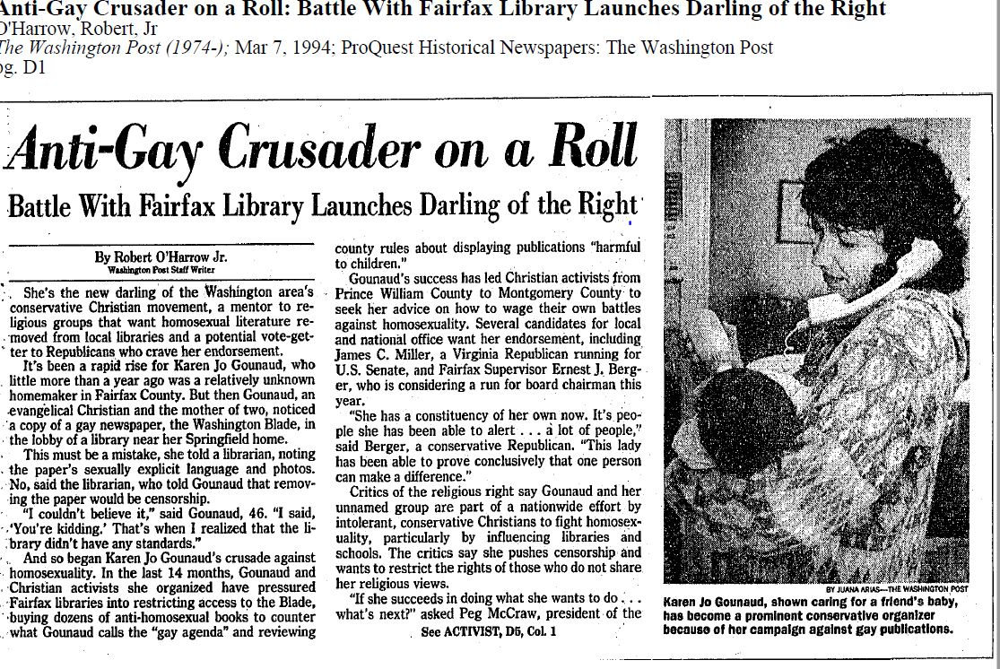 Anti-Gay Crusader on a Roll: Battle With Fairfax Library Launches Darling of the Right
O'Harrow, Robert, Jr
The Washington Post (1974-); Mar 7, 1994; ProQuest Historical Newspapers: The Washington Post
pg. D1
Anti-Gay Crusader on a Roll
Battle With Fairfax Library Launches Darling of the Right
By Robert O'Harrow Jr.
Washington Post Staff Writer
She's the new darling of the Washington area's
conservative Christian movement, a mentor to re-
ligious groups that want homosexual literature re-
moved from local libraries and a potential vote-get-
ter to Republicans who crave her endorsement.
It's been a rapid rise for Karen Jo Gounaud, who
little more than a year ago was a relatively unknown
homemaker in Fairfax County. But then Gounaud, an
evangelical Christian and the mother of two, noticed
a copy of a gay newspaper, the Washington Blade, in
the lobby of a library near her Springfield home.
This must be a mistake, she told a librarian, noting
the paper's sexually explicit language and photos.
No, said the librarian, who told Gounaud that remov-
ing the paper would be censorship.
"I couldn't believe it," said Gounaud, 46. "I said,
'You're kidding.' That's when I realized that the li-
brary didn't have any standards."
And so began Karen Jo Gounaud's crusade against
homosexuality. In the last 14 months, Gounaud and
Christian activists she organized have pressured
Fairfax libraries into restricting access to the Blade,
buying dozens of anti-homosexual books to counter
what Gounaud calls the "gay agenda" and reviewing
county rules about displaying publications "harmful
to children."
Gounaud's success has led Christian activists from
Prince William County to Montgomery County to
seek her advice on how to wage their own battles
against homosexuality. Several candidates for local
and national office want her endorsement, including
James C. Miller, a Virginia Republican running for
U.S. Senate, and Fairfax Supervisor Ernest J. Berg-
er, who is considering a run for board chairman this
year.
"She has a constituency of her own now. It's peo-
ple she has been able to alert . . . a lot of people,"
said Berger, a conservative Republican. "This lady
has been able to prove conclusively that one person
can make a difference."
Critics of the religious right say Gounaud and her
unnamed group are part of a nationwide effort by
intolerant, conservative Christians to fight homosex-
uality, particularly by influencing libraries and
schools. The critics say she pushes censorship and
wants to restrict the rights of those who do not share
her religious views.
"If she succeeds in doing what she wants to do . . .
what's next?" asked Peg McCraw, president of the
See ACTIVIST, D5, Col. 1
BY JUANA ARIAS—THE WASHINGTON POST
Karen Jo Gounaud, shown caring for a friend's baby,
has become a prominent conservative organizer
because of her campaign against gay publications.